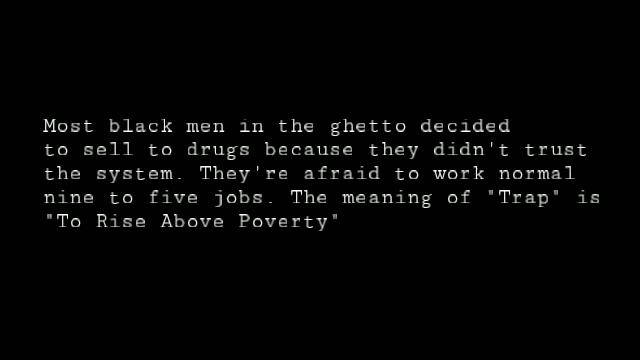 Most black men in the ghetto decided
to sell to drugs because they didn't trust
the system. They're afraid to work normal
nine to five jobs. The meaning of "Trap" is
"To Rise Above Poverty"